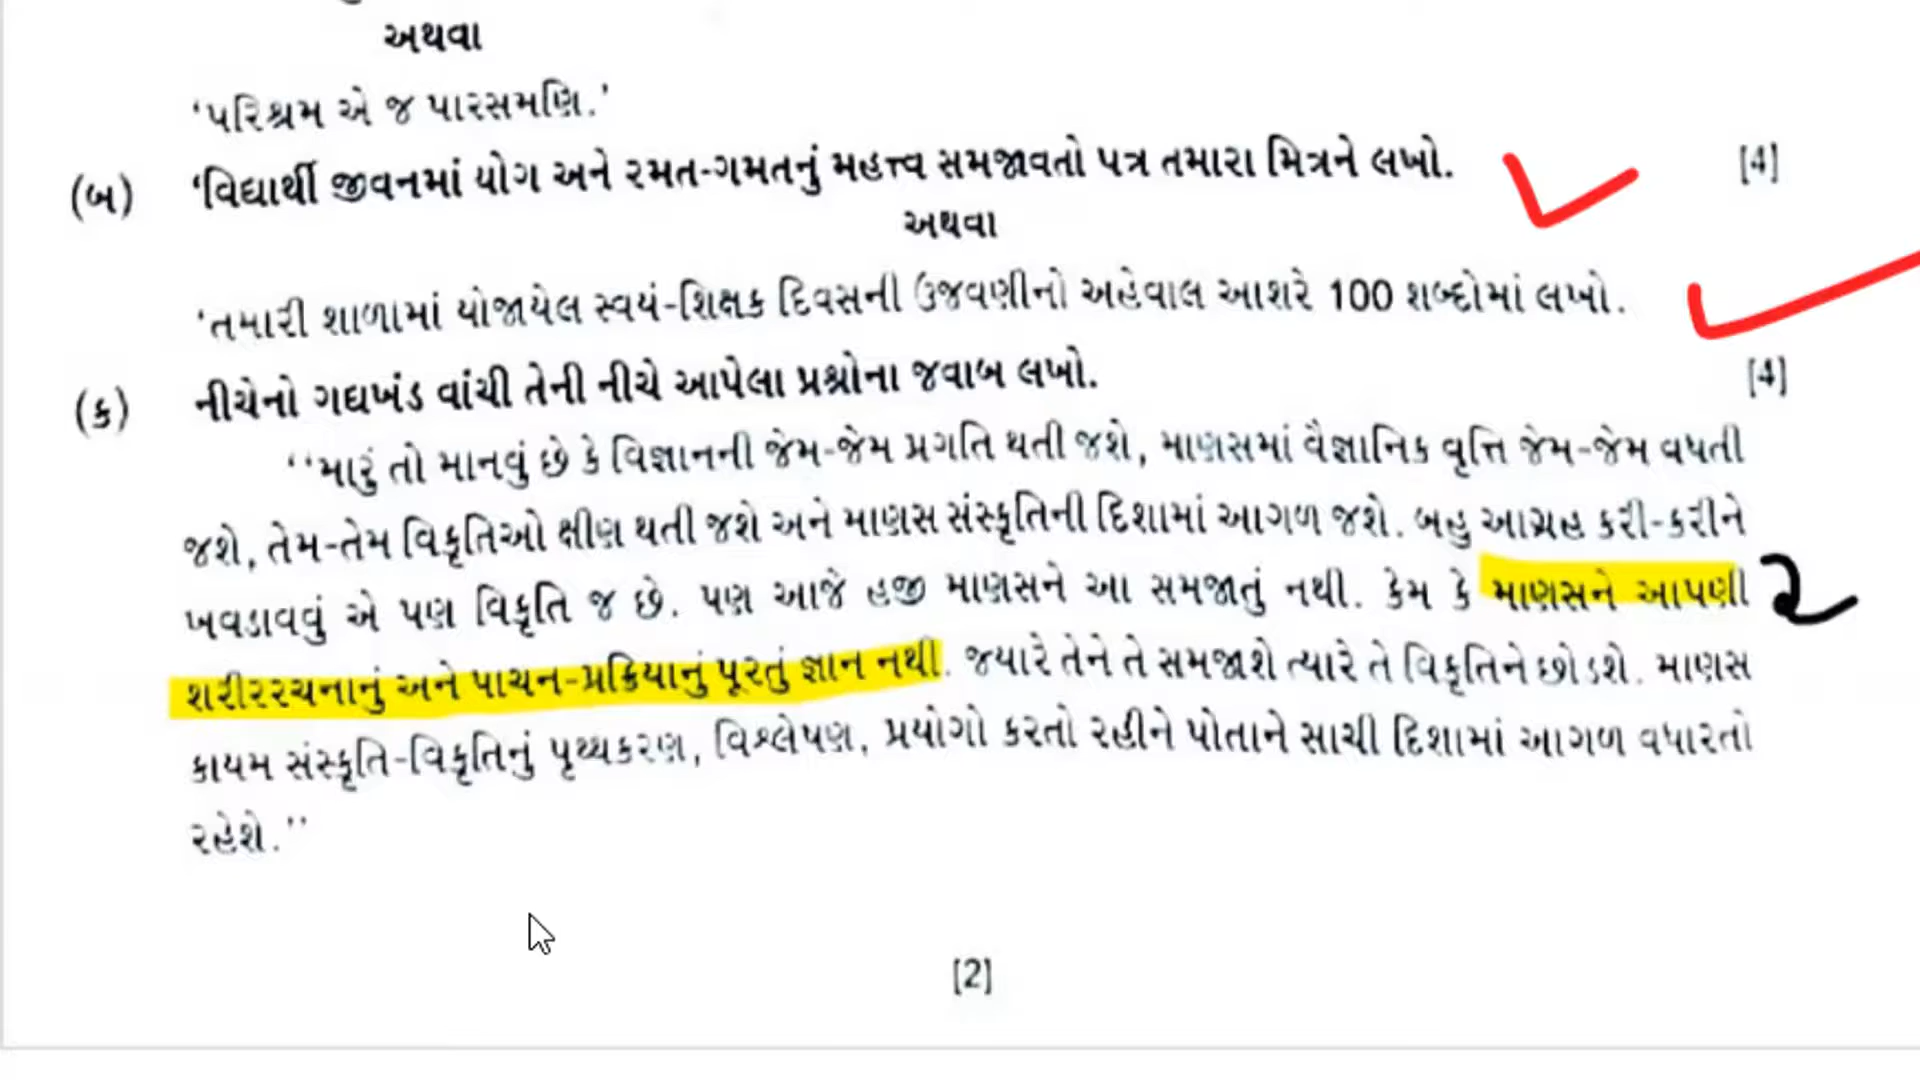 અથવા
‘પરિશ્રમ એ જ પારસમણિ.’
(બ) ‘વિદ્યાર્થી જીવનમાં યોગ અને રમત-ગમતનું મહત્ત્વ સમજાવતો પત્ર તમારા મિત્રને લખો. [4]
અથવા
‘તમારી શાળામાં યોજાયેલ સ્વયં-શિક્ષક દિવસની ઉજવણીનો અહેવાલ આશરે 100 શબ્દોમાં લખો.
(ક) નીચેનો ગદ્યખંડ વાંચી તેની નીચે આપેલા પ્રશ્નોના જવાબ લખો. [4]
‘‘મારું તો માનવું છે કે વિજ્ઞાનની જેમ-જેમ પ્રગતિ થતી જશે, માણસમાં વૈજ્ઞાનિક વૃત્તિ જેમ-જેમ વધતી
જશે, તેમ-તેમ વિકૃતિઓ ક્ષીણ થતી જશે અને માણસ સંસ્કૃતિની દિશામાં આગળ જશે. બહુ આગ્રહ કરી-કરીને
ખવડાવવું એ પણ વિકૃતિ જ છે. પણ આજે હજી માણસને આ સમજાતું નથી. કેમ કે માણસને આપણી 2
શરીરરચનાનું અને પાચન-પ્રક્રિયાનું પૂરતું જ્ઞાન નથી. જયારે તેને તે સમજાશે ત્યારે તે વિકૃતિને છોડશે. માણસ
કાયમ સંસ્કૃતિ-વિકૃતિનું પૃથ્થકરણ, વિશ્લેષણ, પ્રયોગો કરતો રહીને પોતાને સાચી દિશામાં આગળ વધારતો
રહેશે.’’
[2]